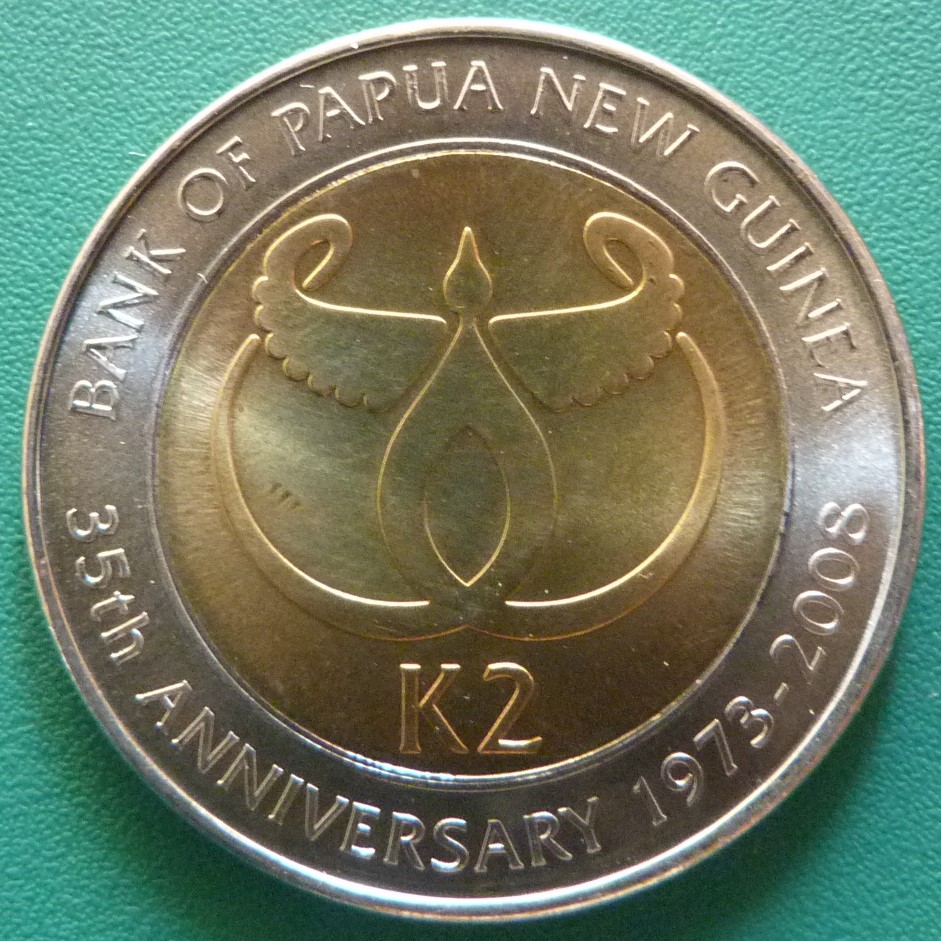 BANK OF PAPUA NEW GUINEA
K2
35th ANNIVERSARY 1973-2008